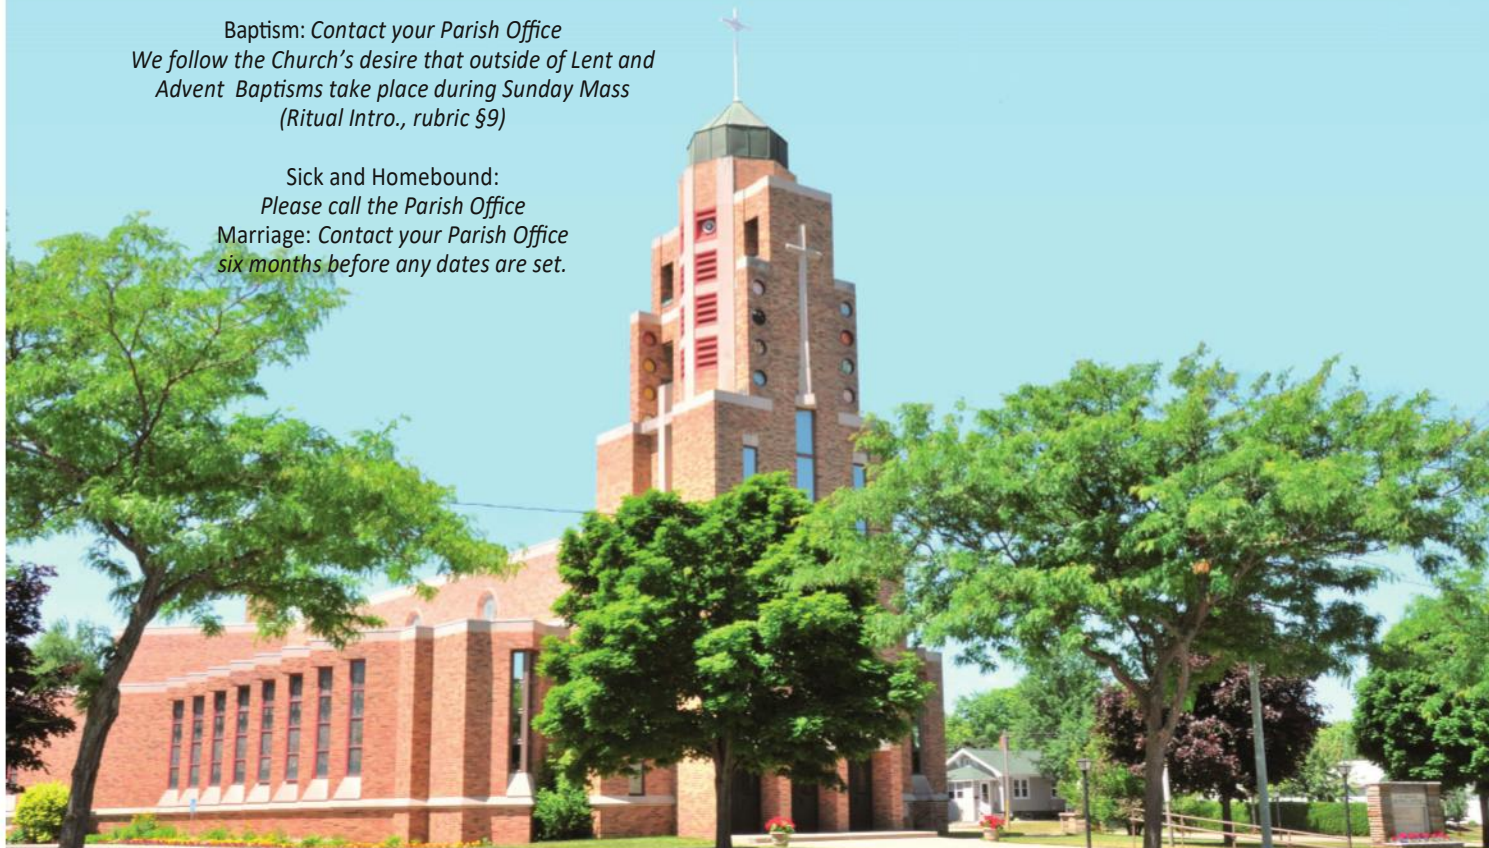 Baptism: Contact your Parish Office
We follow the Church’s desire that outside of Lent and
Advent  Baptisms take place during Sunday Mass
(Ritual Intro., rubric §9)
Sick and Homebound:
Please call the Parish Office
Marriage: Contact your Parish Office
six months before any dates are set.